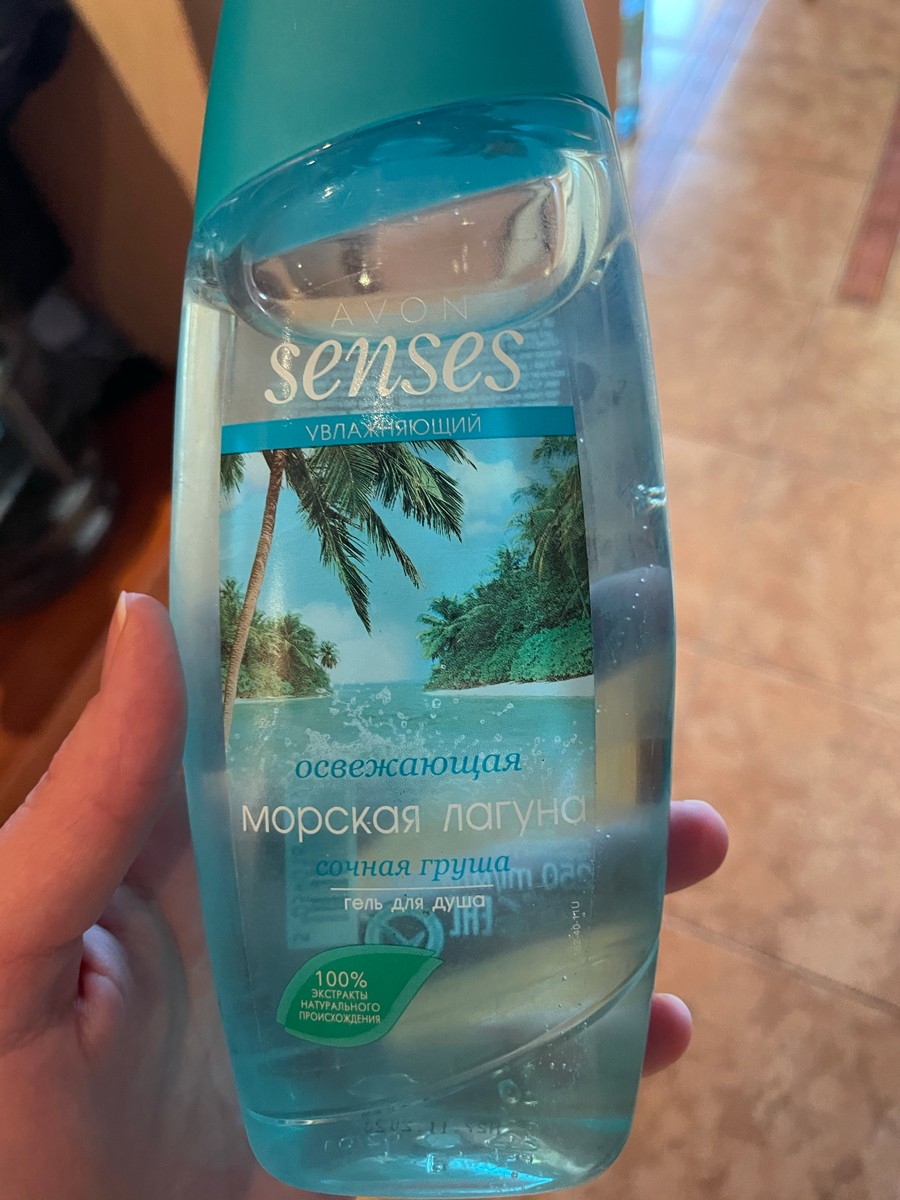 AVON
senses
УВЛАЖНЯЮЩИЙ
освежающая
морская лагуна
сочная груша
гель для душа
100%
ЭКСТРАКТЫ
НАТУРАЛЬНОГО
ПРОИСХОЖДЕНИЯ